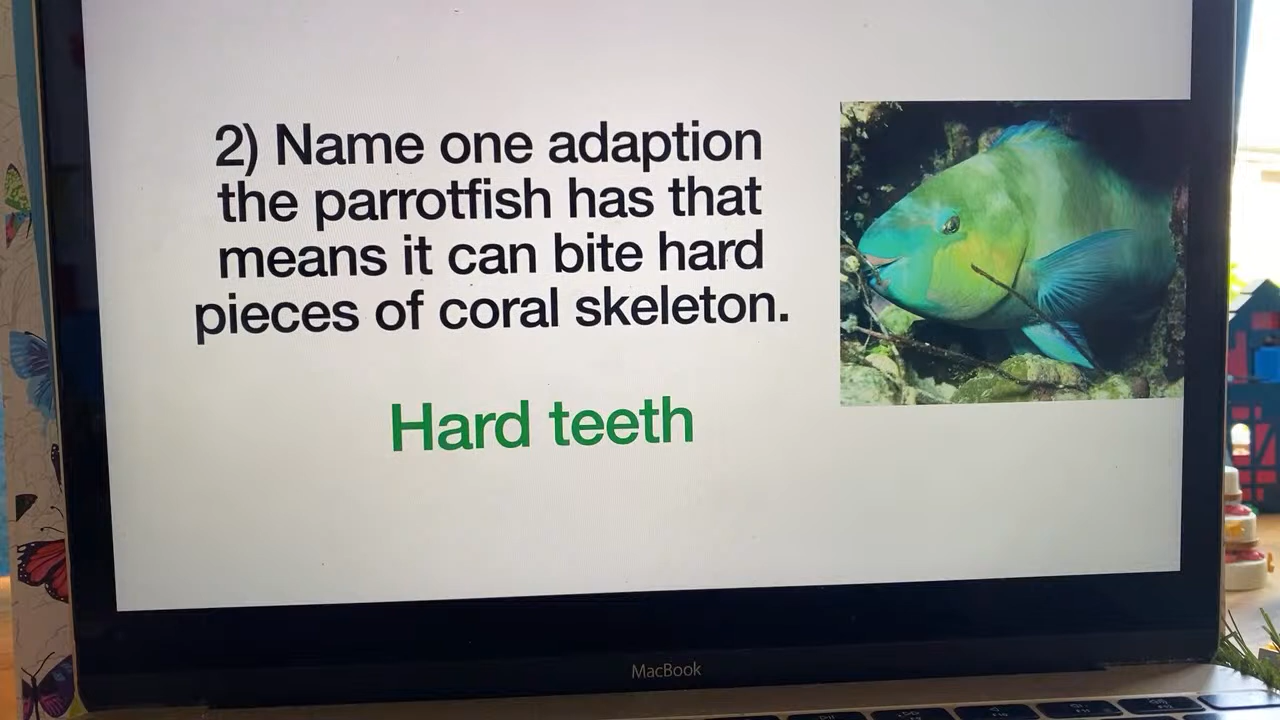 2) Name one adaption
the parrotfish has that
means it can bite hard
pieces of coral skeleton.
Hard teeth
MacBook